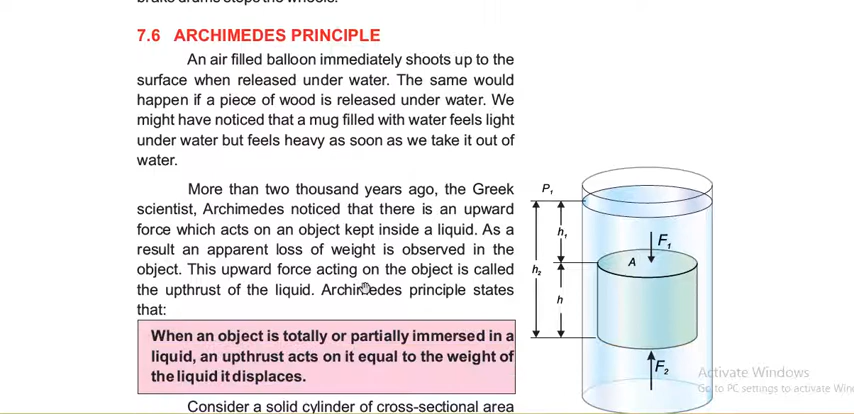 brake drums stops the wheels.
7.6 ARCHIMEDES PRINCIPLE
An air filled balloon immediately shoots up to the
surface when released under water. The same would
happen if a piece of wood is released under water. We
might have noticed that a mug filled with water feels light
under water but feels heavy as soon as we take it out of
water.
More than two thousand years ago, the Greek
scientist, Archimedes noticed that there is an upward
force which acts on an object kept inside a liquid. As a
result an apparent loss of weight is observed in the
object. This upward force acting on the object is called
the upthrust of the liquid. Archimedes principle states
that:
When an object is totally or partially immersed in a
liquid, an upthrust acts on it equal to the weight of
the liquid it displaces.
Consider a solid cylinder of cross-sectional area
P₁
h₁
F₁
A
h₂
h
F₂
Activate Windows
Go to PC settings to activate Win